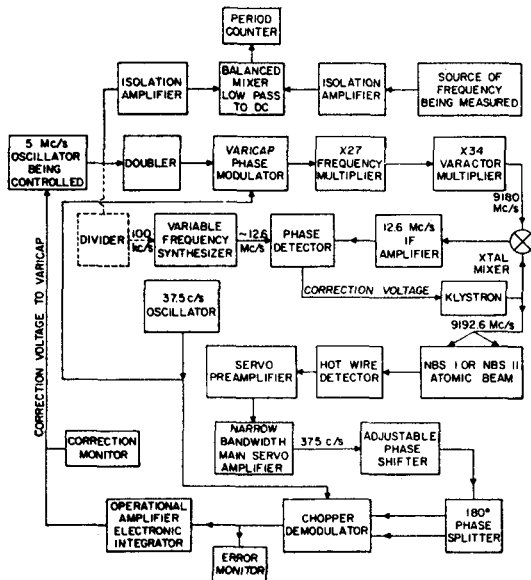 PERIOD
COUNTER
ISOLATION
AMPLIFIER
BALANCED
MIXER
LOW PASS
TO DC
ISOLATION
AMPLIFIER
SOURCE OF
FREQUENCY
BEING MEASURED
5 Mc/s
OSCILLATOR
BEING
CONTROLLED
DOUBLER
VARICAP
PHASE
MODULATOR
X27
FREQUENCY
MULTIPLIER
X34
VARACTOR
MULTIPLIER
9180
Mc/s
DIVIDER
100
kc/s
VARIABLE
FREQUENCY
SYNTHESIZER
~12.6
Mc/s
PHASE
DETECTOR
12.6 Mc/s
IF
AMPLIFIER
XTAL
MIXER
CORRECTION VOLTAGE
KLYSTRON
9192.6 Mc/s
37.5 c/s
OSCILLATOR
CORRECTION VOLTAGE TO VARICAP
SERVO
PREAMPLIFIER
HOT WIRE
DETECTOR
NBS I OR NBS II
ATOMIC BEAM
NARROW
BANDWIDTH
MAIN SERVO
AMPLIFIER
37.5 c/s
ADJUSTABLE
PHASE
SHIFTER
CORRECTION
MONITOR
OPERATIONAL
AMPLIFIER
ELECTRONIC
INTEGRATOR
CHOPPER
DEMODULATOR
180°
PHASE
SPLITTER
ERROR
MONITOR